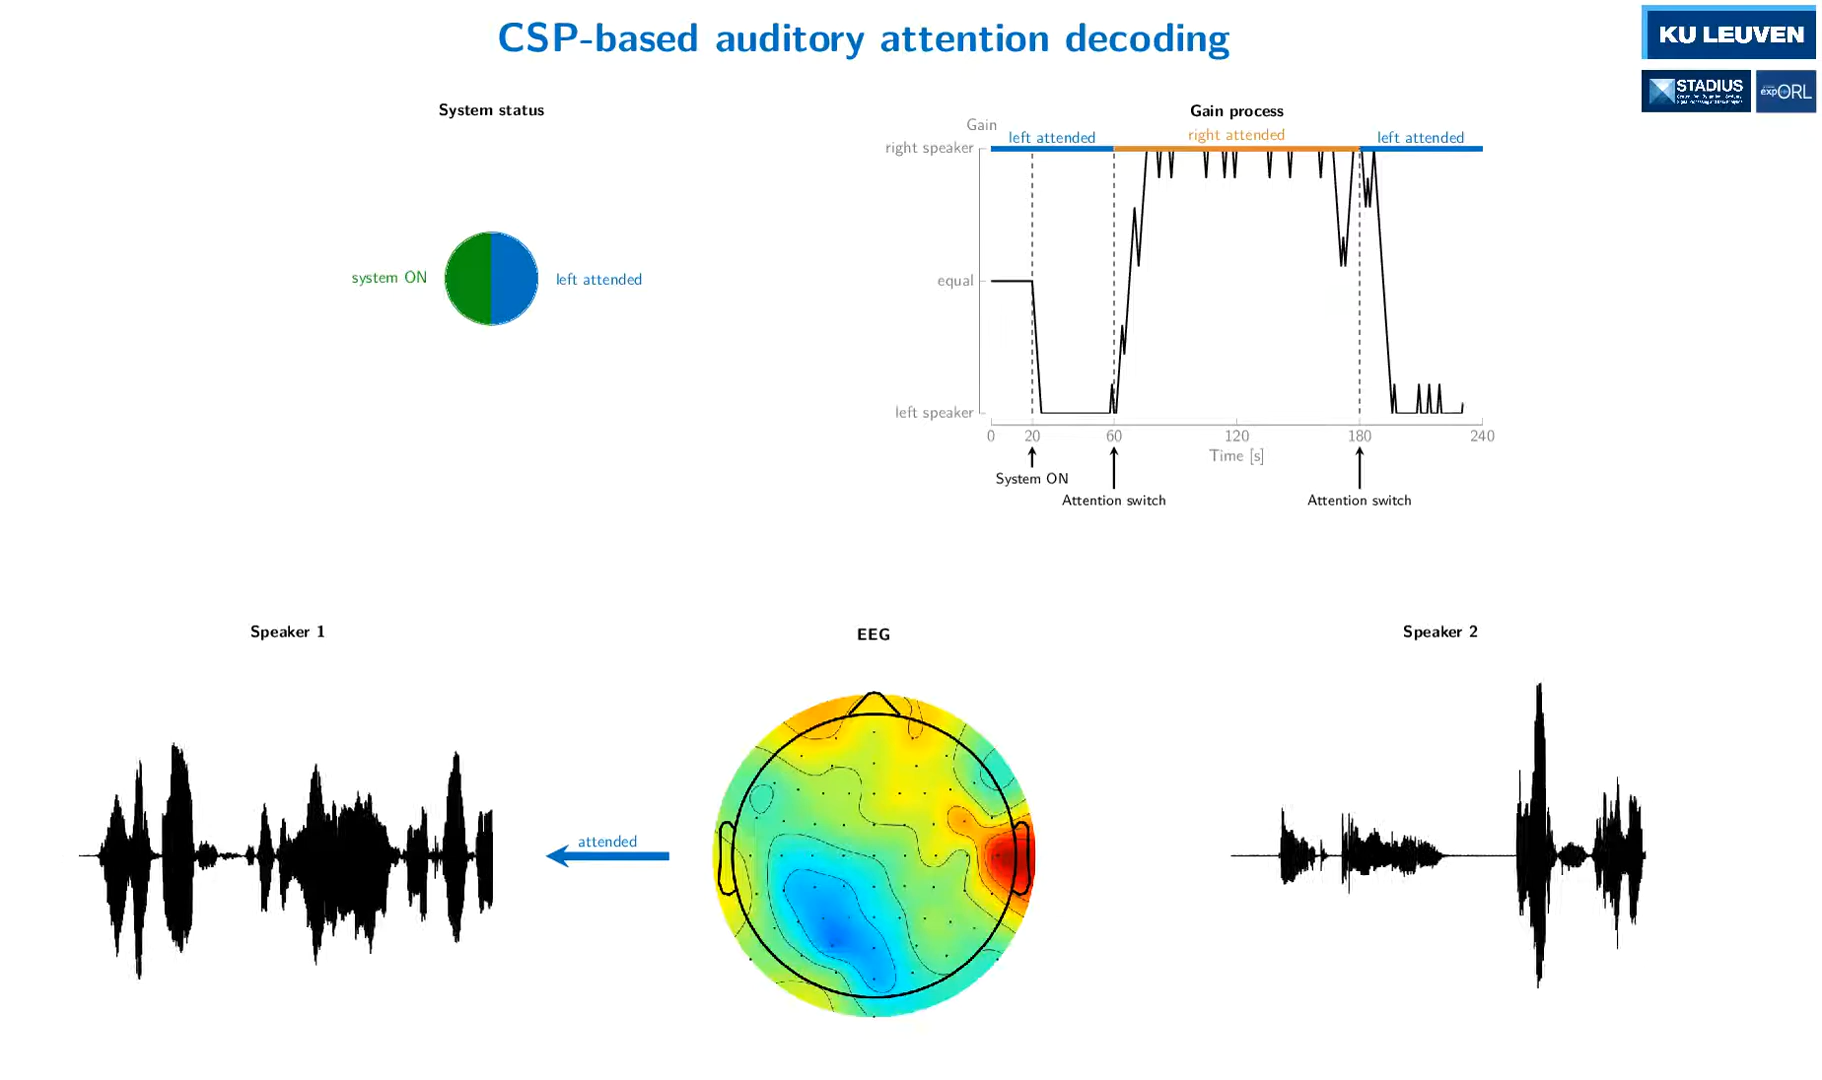 CSP-based auditory attention decoding
KU LEUVEN
STADIUS
expORL
System status
system ON
left attended
Gain process
Gain
left attended
right attended
left attended
right speaker
equal
left speaker
0 20 60 120 180 240
Time [s]
System ON
Attention switch
Attention switch
Speaker 1
EEG
Speaker 2
attended